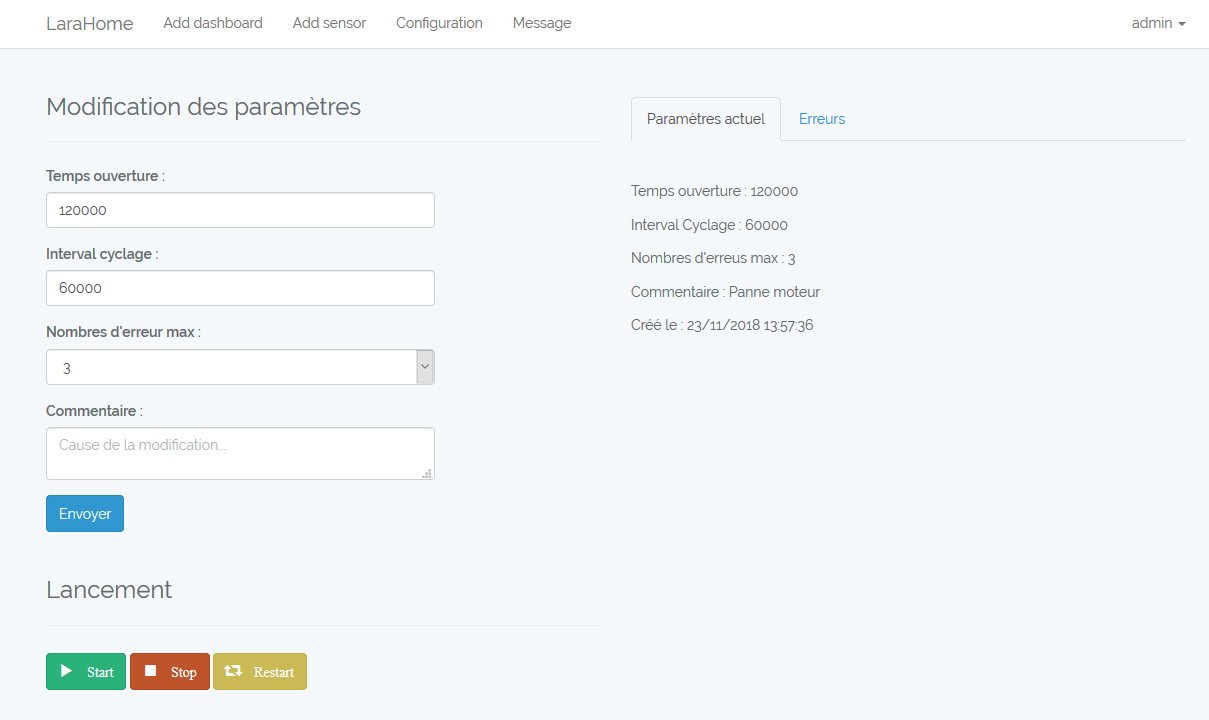 LaraHome Add dashboard Add sensor Configuration Message admin
Modification des paramètres
Temps ouverture :
120000
Interval cyclage :
60000
Nombres d'erreur max :
3
Commentaire :
Cause de la modification...
Envoyer
Lancement
Start Stop Restart
Paramètres actuel Erreurs
Temps ouverture : 120000
Interval Cyclage : 60000
Nombres d'erreus max : 3
Commentaire : Panne moteur
Créé le : 23/11/2018 13:57:36